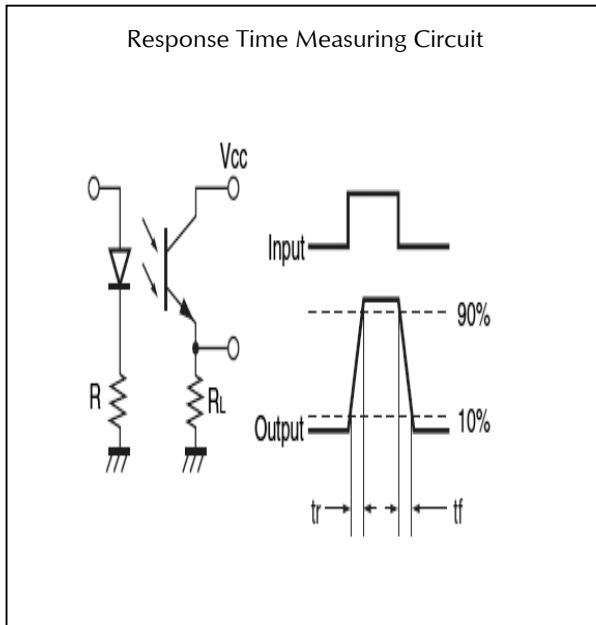 Response Time Measuring Circuit
Vcc
Input
90%
R
RL
Output
10%
tr
tf